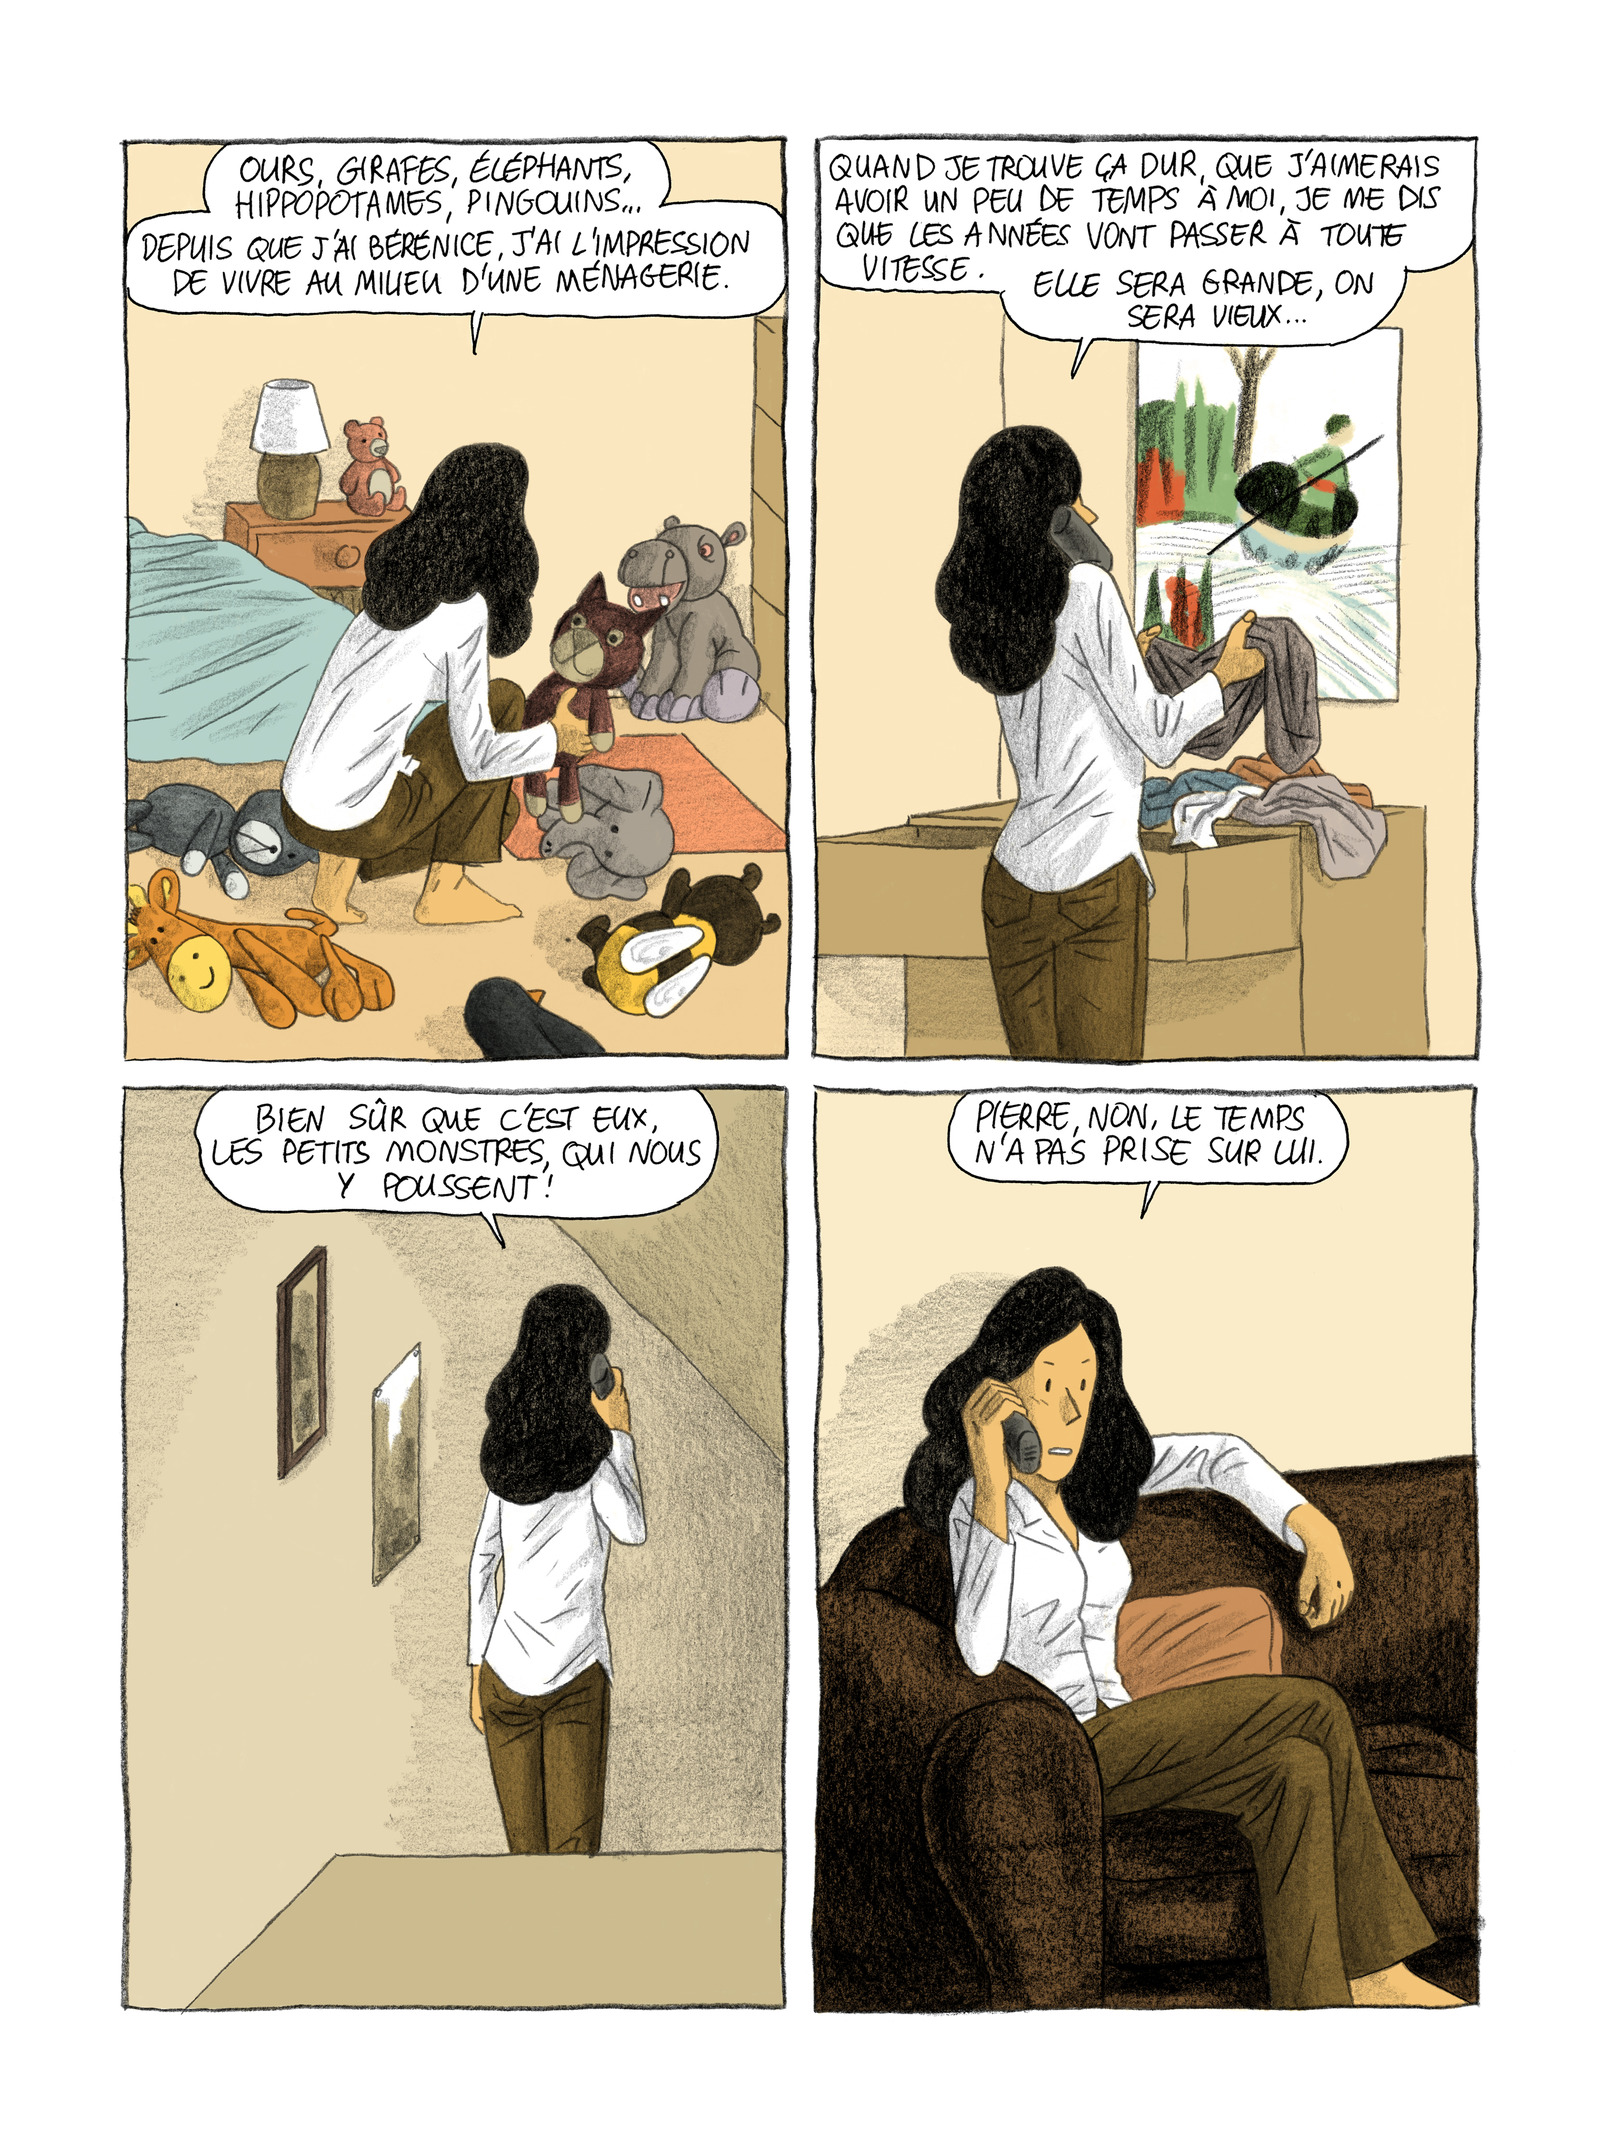 OURS, GIRAFES, ÉLÉPHANTS,
HIPPOPOTAMES, PINGOUINS...
DEPUIS QUE J'AI BÉRÉNICE, J'AI L'IMPRESSION
DE VIVRE AU MILIEU D'UNE MÉNAGERIE.
QUAND JE TROUVE ÇA DUR, QUE J'AIMERAIS
AVOIR UN PEU DE TEMPS À MOI, JE ME DIS
QUE LES ANNÉES VONT PASSER À TOUTE
VITESSE.
ELLE SERA GRANDE, ON
SERA VIEUX...
BIEN SÛR QUE C'EST EUX,
LES PETITS MONSTRES, QUI NOUS
Y POUSSENT!
PIERRE, NON, LE TEMPS
N'A PAS PRISE SUR LUI.